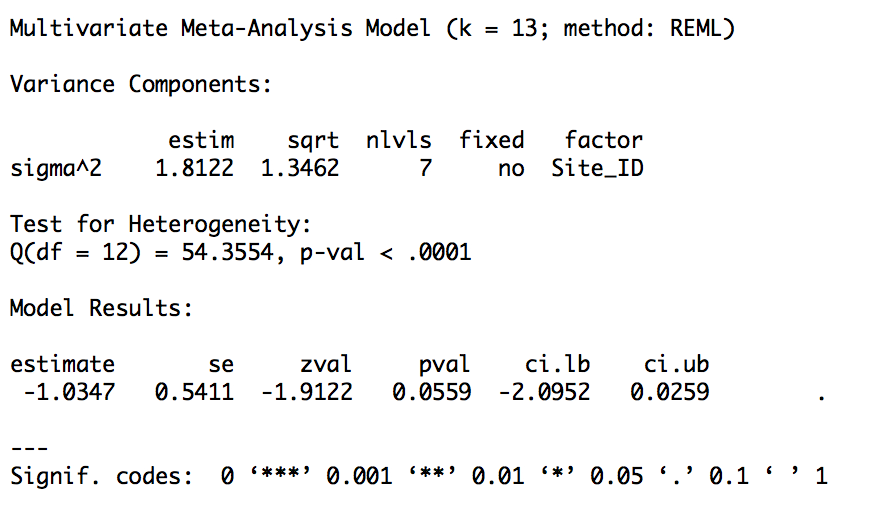 Multivariate Meta-Analysis Model (k = 13; method: REML)
Variance Components:
estim sqrt nlvls fixed factor
sigma^2 1.8122 1.3462 7 no Site_ID
Test for Heterogeneity:
Q(df = 12) = 54.3554, p-val < .0001
Model Results:
estimate se zval pval ci.lb ci.ub
-1.0347 0.5411 -1.9122 0.0559 -2.0952 0.0259 .
---
Signif. codes: 0 ‘***’ 0.001 ‘**’ 0.01 ‘*’ 0.05 ‘.’ 0.1 ‘ ’ 1